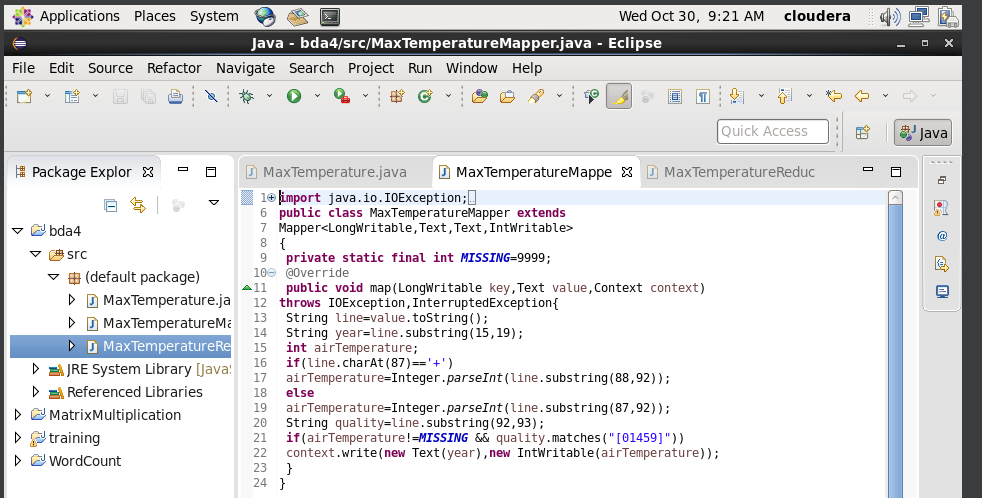 Applications Places System Wed Oct 30, 9:21 AM cloudera
Java - bda4/src/MaxTemperatureMapper.java - Eclipse
File Edit Source Refactor Navigate Search Project Run Window Help
Quick Access Java
Package Explor
MaxTemperature.java MaxTemperatureMappe MaxTemperatureReduc
bda4
src
(default package)
MaxTemperature.ja
MaxTemperatureMa
MaxTemperatureRe
JRE System Library [JavaS
Referenced Libraries
MatrixMultiplication
training
WordCount
1 import java.io.IOException;
6 public class MaxTemperatureMapper extends
7 Mapper<LongWritable,Text,Text,IntWritable>
8 {
9 private static final int MISSING=9999;
10 @Override
11 public void map(LongWritable key,Text value,Context context)
12 throws IOException,InterruptedException{
13 String line=value.toString();
14 String year=line.substring(15,19);
15 int airTemperature;
16 if(line.charAt(87)=='+')
17 airTemperature=Integer.parseInt(line.substring(88,92));
18 else
19 airTemperature=Integer.parseInt(line.substring(87,92));
20 String quality=line.substring(92,93);
21 if(airTemperature!=MISSING && quality.matches("[01459]"))
22 context.write(new Text(year),new IntWritable(airTemperature));
23 }
24 }